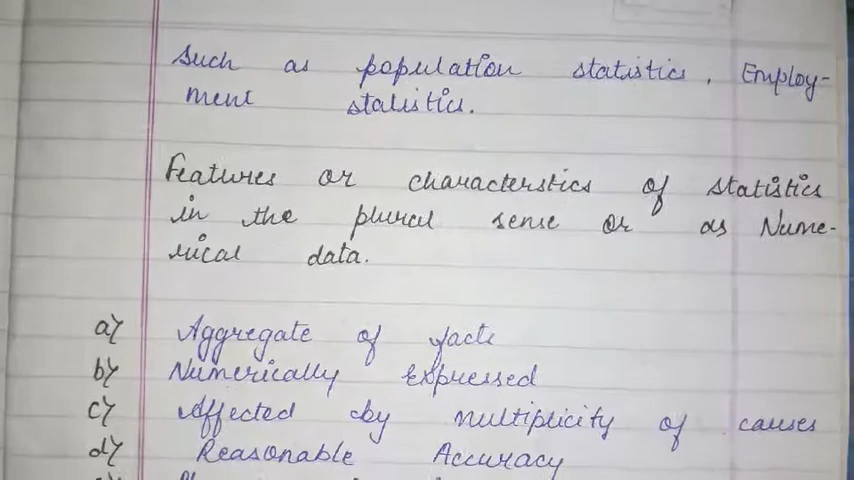 Such as population statistics, Employ-
ment statistics.
Features or characterstics of statistics
in the plural sense or as Nume-
rical data.
a) Aggregate of facts
b) Numerically Expressed
c) Affected by multiplicity of causes
d) Reasonable Accuracy